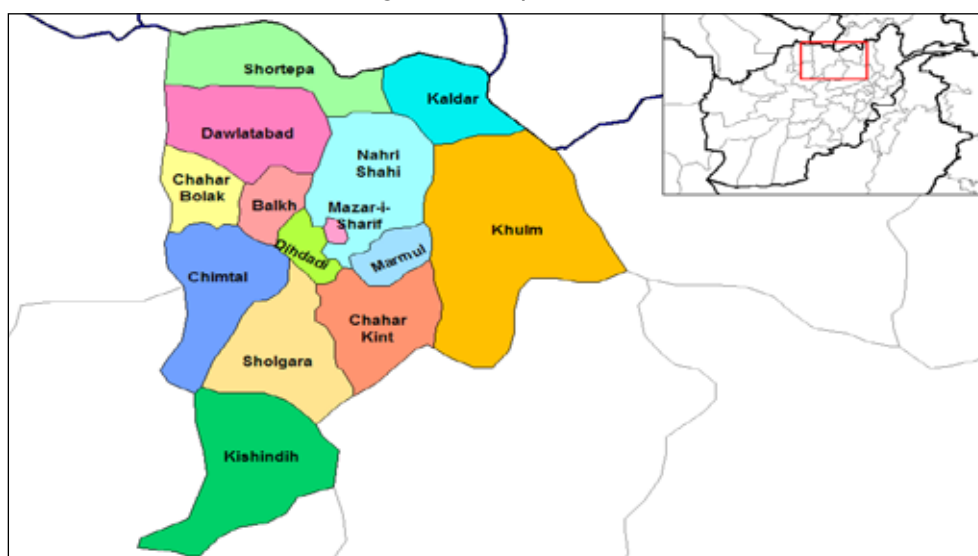 Shortepa
Kaldar
Dawlatabad
Nahri
Shahi
Chahar
Bolak
Balkh
Mazar-i-
Sharif
Khulm
Dihdadi
Marmul
Chimtal
Chahar
Kint
Sholgara
Kishindih